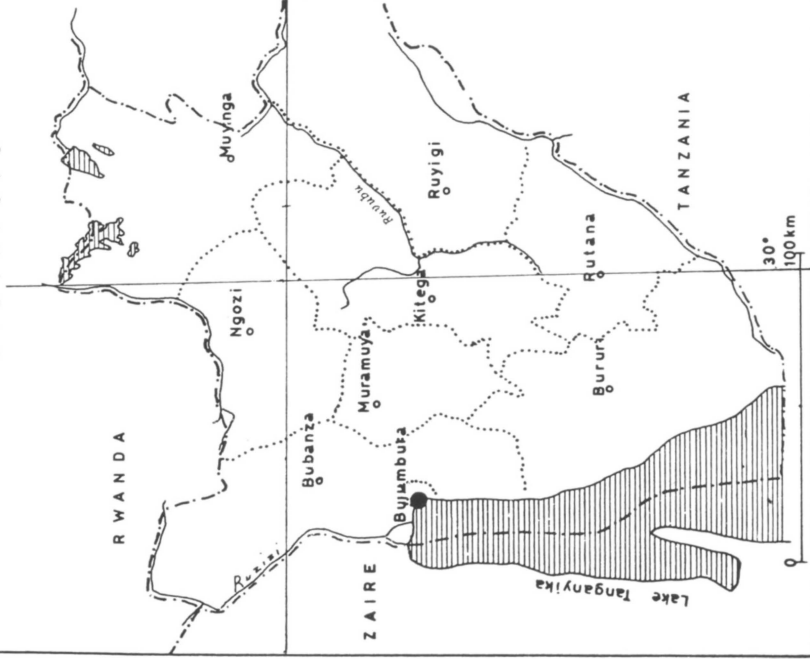 RWANDA
Muyinga
Ngozi
Ruvubu
Ruyigi
Kitega
Muramuya
Bubanza
Bujumbura
Ruzizi
ZAIRE
Rutana
Bururi
TANZANIA
Lake Tanganyika
30°
0
100km